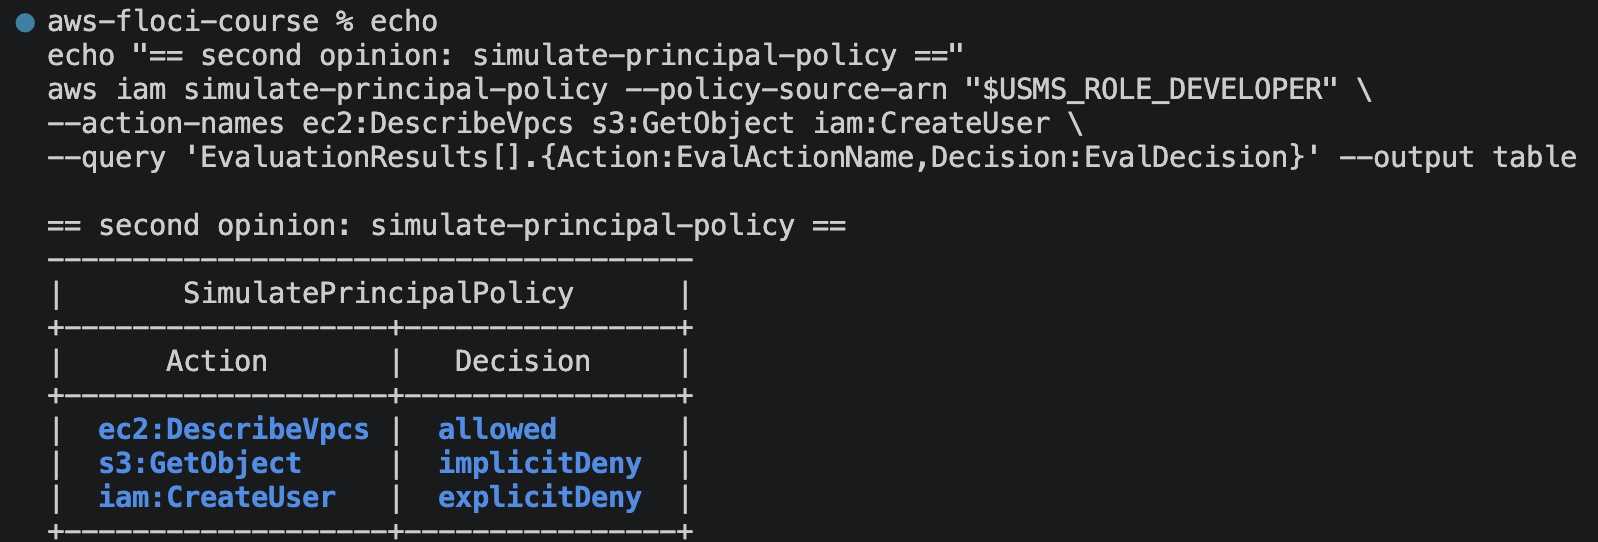 aws-floci-course % echo
echo "== second opinion: simulate-principal-policy =="
aws iam simulate-principal-policy --policy-source-arn "$USMS_ROLE_DEVELOPER" \
--action-names ec2:DescribeVpcs s3:GetObject iam:CreateUser \
--query 'EvaluationResults[].{Action:EvalActionName,Decision:EvalDecision}' --output table

== second opinion: simulate-principal-policy ==
--------------------------------------
|       SimulatePrincipalPolicy      |
+-------------------+----------------+
|      Action       |   Decision     |
+-------------------+----------------+
|  ec2:DescribeVpcs |  allowed       |
|  s3:GetObject     |  implicitDeny  |
|  iam:CreateUser   |  explicitDeny  |
+-------------------+----------------+